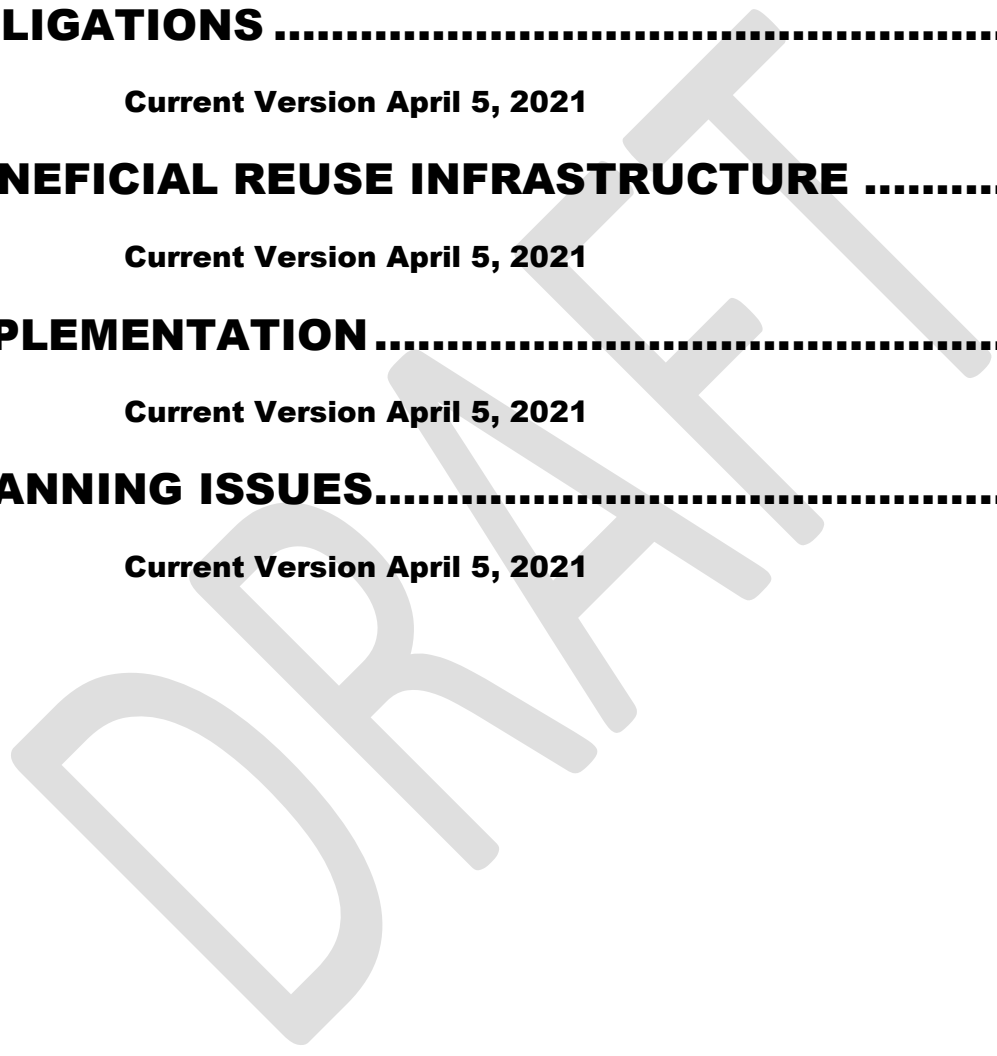 LIGATIONS ........................................................
Current Version April 5, 2021
NEFICIAL REUSE INFRASTRUCTURE ..........
Current Version April 5, 2021
PLEMENTATION ................................................
Current Version April 5, 2021
ANNING ISSUES................................................
Current Version April 5, 2021
DRAFT